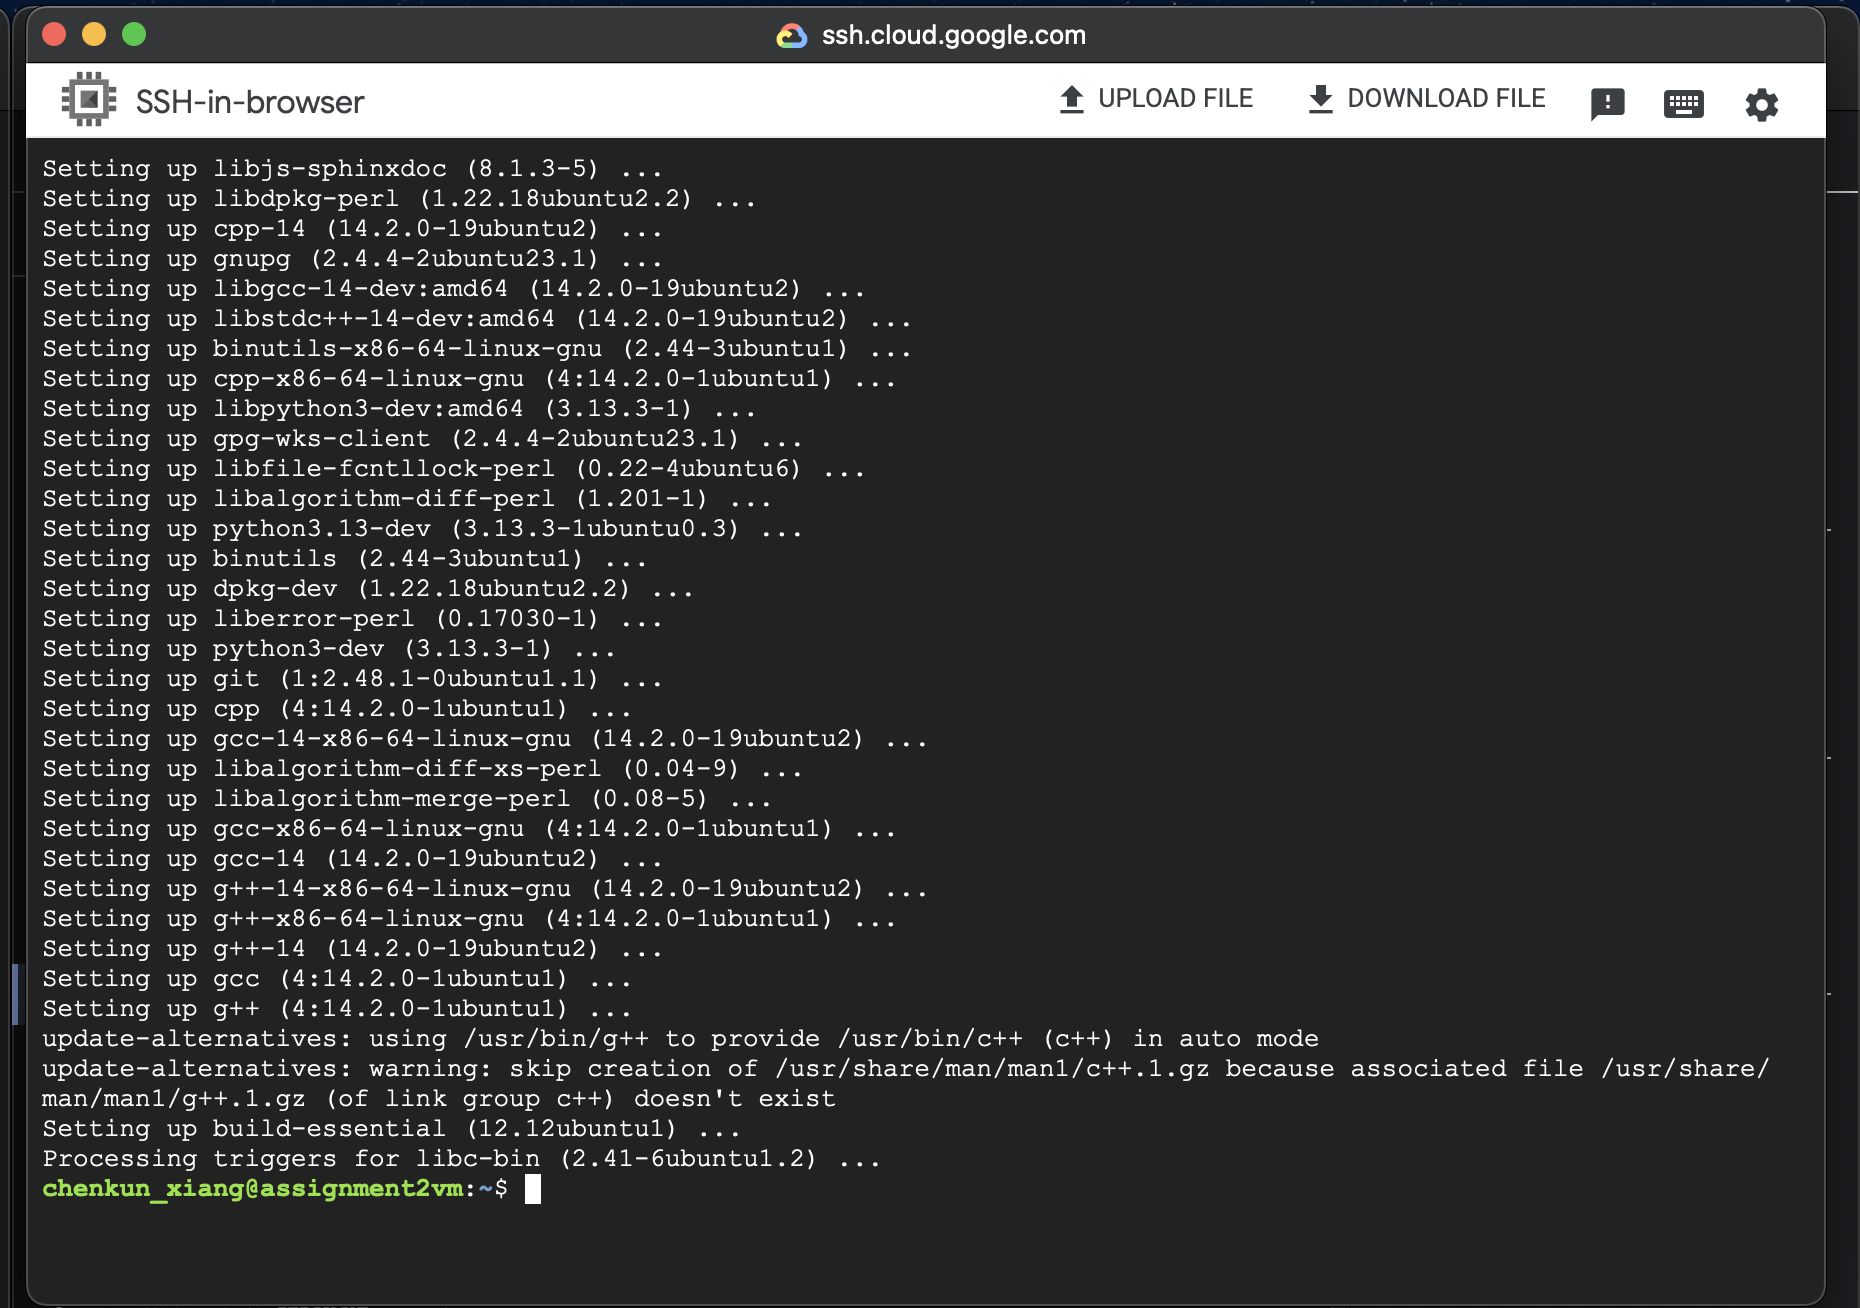 ssh.cloud.google.com
SSH-in-browser
UPLOAD FILE
DOWNLOAD FILE
Setting up libjs-sphinxdoc (8.1.3-5) ...
Setting up libdpkg-perl (1.22.18ubuntu2.2) ...
Setting up cpp-14 (14.2.0-19ubuntu2) ...
Setting up gnupg (2.4.4-2ubuntu23.1) ...
Setting up libgcc-14-dev:amd64 (14.2.0-19ubuntu2) ...
Setting up libstdc++-14-dev:amd64 (14.2.0-19ubuntu2) ...
Setting up binutils-x86-64-linux-gnu (2.44-3ubuntu1) ...
Setting up cpp-x86-64-linux-gnu (4:14.2.0-1ubuntu1) ...
Setting up libpython3-dev:amd64 (3.13.3-1) ...
Setting up gpg-wks-client (2.4.4-2ubuntu23.1) ...
Setting up libfile-fcntllock-perl (0.22-4ubuntu6) ...
Setting up libalgorithm-diff-perl (1.201-1) ...
Setting up python3.13-dev (3.13.3-1ubuntu0.3) ...
Setting up binutils (2.44-3ubuntu1) ...
Setting up dpkg-dev (1.22.18ubuntu2.2) ...
Setting up liberror-perl (0.17030-1) ...
Setting up python3-dev (3.13.3-1) ...
Setting up git (1:2.48.1-0ubuntu1.1) ...
Setting up cpp (4:14.2.0-1ubuntu1) ...
Setting up gcc-14-x86-64-linux-gnu (14.2.0-19ubuntu2) ...
Setting up libalgorithm-diff-xs-perl (0.04-9) ...
Setting up libalgorithm-merge-perl (0.08-5) ...
Setting up gcc-x86-64-linux-gnu (4:14.2.0-1ubuntu1) ...
Setting up gcc-14 (14.2.0-19ubuntu2) ...
Setting up g++-14-x86-64-linux-gnu (14.2.0-19ubuntu2) ...
Setting up g++-x86-64-linux-gnu (4:14.2.0-1ubuntu1) ...
Setting up g++-14 (14.2.0-19ubuntu2) ...
Setting up gcc (4:14.2.0-1ubuntu1) ...
Setting up g++ (4:14.2.0-1ubuntu1) ...
update-alternatives: using /usr/bin/g++ to provide /usr/bin/c++ (c++) in auto mode
update-alternatives: warning: skip creation of /usr/share/man/man1/c++.1.gz because associated file /usr/share/
man/man1/g++.1.gz (of link group c++) doesn't exist
Setting up build-essential (12.12ubuntu1) ...
Processing triggers for libc-bin (2.41-6ubuntu1.2) ...
chenkun_xiang@assignment2vm:~$